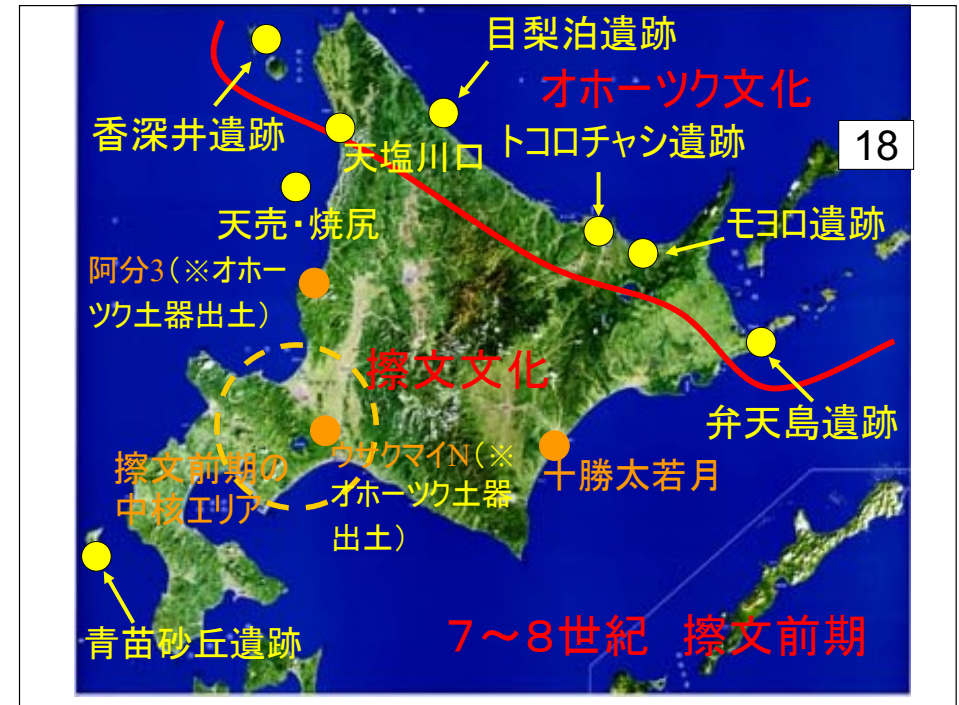 目梨泊遺跡
オホーツク文化
香深井遺跡
天塩川口
トコロチャシ遺跡
18
天売・焼尻
モヨロ遺跡
阿分3(※オホー
ツク土器出土)
擦文文化
弁天島遺跡
擦文前期の
中核エリア
ウサクマイN(※
オホーツク土器
出土)
十勝太若月
青苗砂丘遺跡
7~8世紀 擦文前期